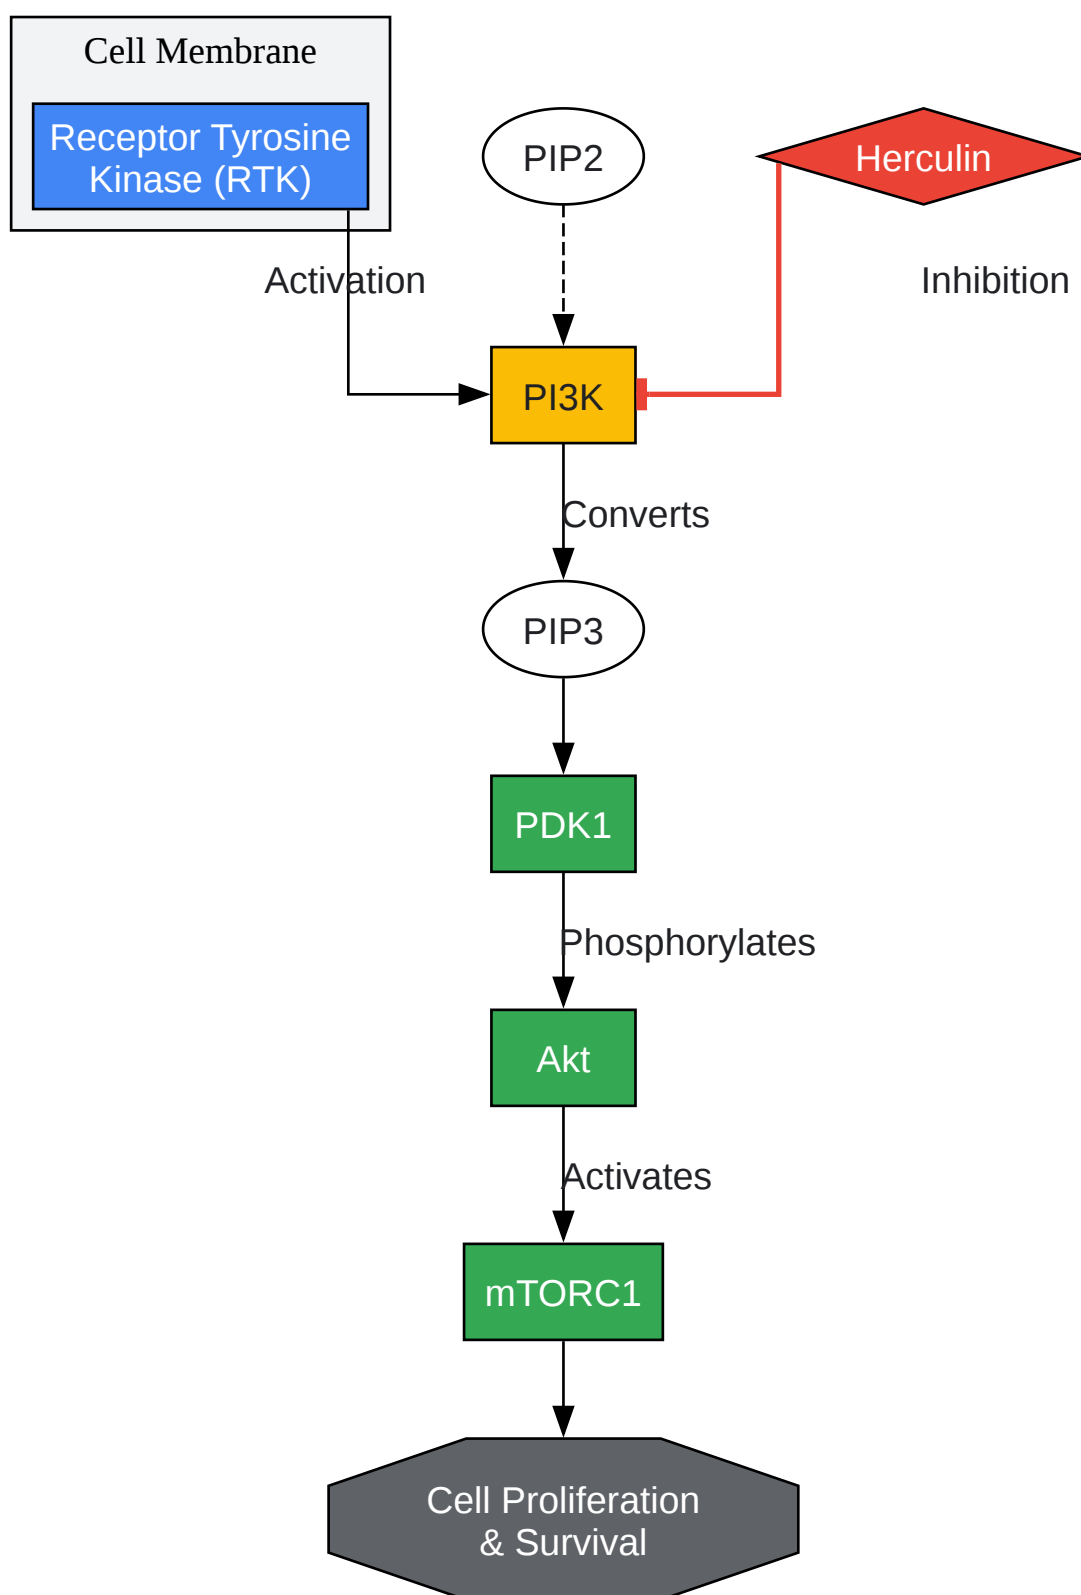 Cell Membrane
Receptor Tyrosine
Kinase (RTK)
PIP2
Herculin
Activation
Inhibition
PI3K
Converts
PIP3
PDK1
Phosphorylates
Akt
Activates
mTORC1
Cell Proliferation
& Survival